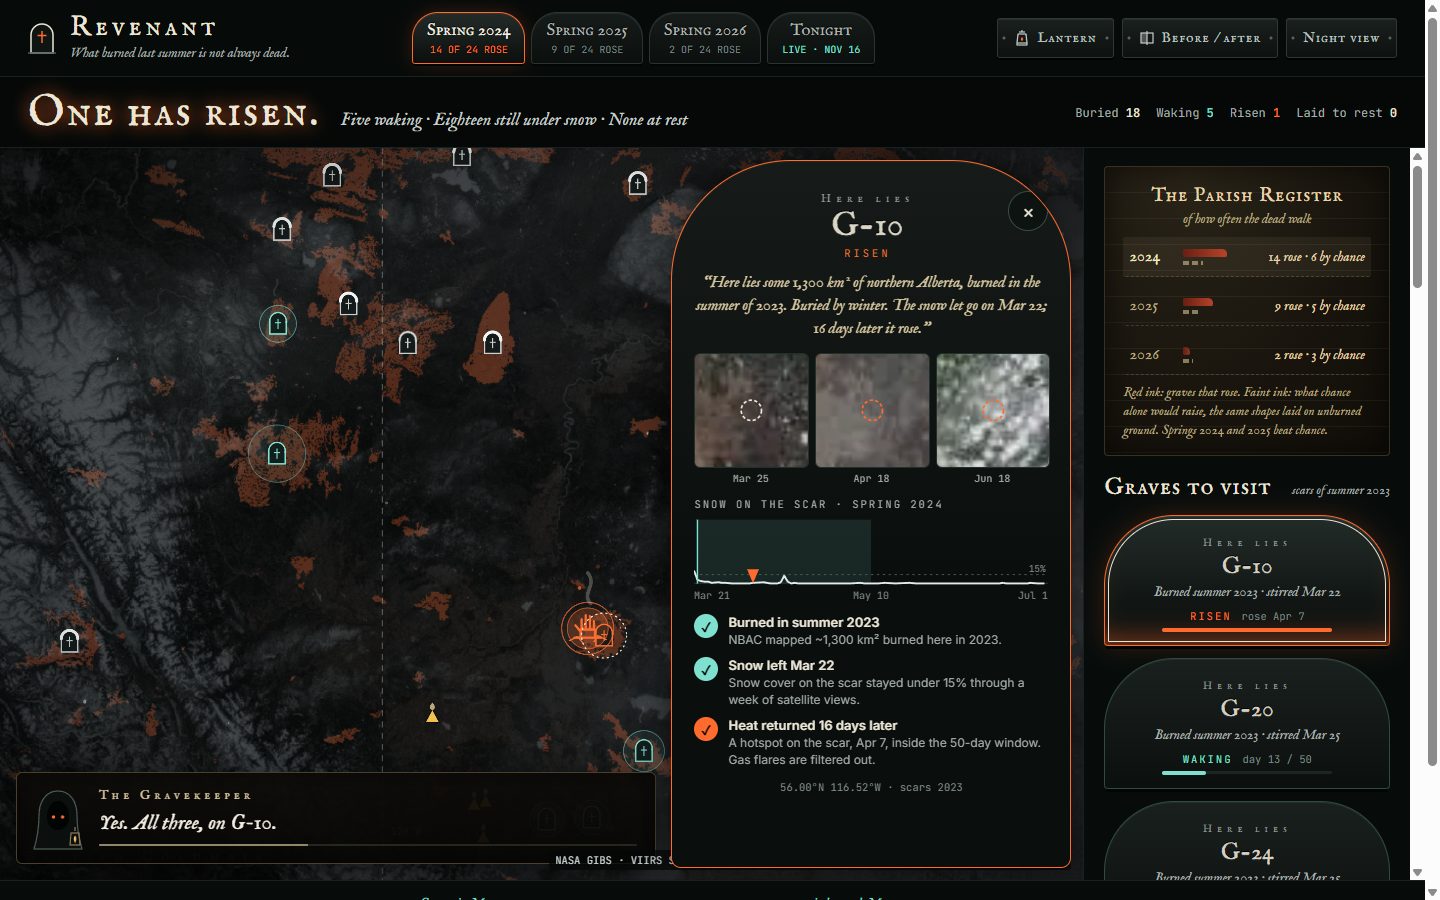 Revenant
What burned last summer is not always dead.
Spring 2024
14 OF 24 ROSE
Spring 2025
9 OF 24 ROSE
Spring 2026
2 OF 24 ROSE
Tonight
LIVE · NOV 16
Lantern
Before / after
Night view
One has risen.
Five waking · Eighteen still under snow · None at rest
Buried 18 Waking 5 Risen 1 Laid to rest 0
Here lies
G-10
RISEN
×
“Here lies some 1,300 km² of northern Alberta, burned in the
summer of 2023. Buried by winter. The snow let go on Mar 22;
16 days later it rose.”
Mar 25
Apr 18
Jun 18
SNOW ON THE SCAR · SPRING 2024
15%
Mar 21
May 10
Jul 1
Burned in summer 2023
NBAC mapped ~1,300 km² burned here in 2023.
Snow left Mar 22
Snow cover on the scar stayed under 15% through a
week of satellite views.
Heat returned 16 days later
A hotspot on the scar, Apr 7, inside the 50-day window.
Gas flares are filtered out.
56.00°N 116.52°W · scars 2023
The Gravekeeper
Yes. All three, on G-10.
NASA GIBS · VIIRS
The Parish Register
of how often the dead walk
2024 14 rose · 6 by chance
2025 9 rose · 5 by chance
2026 2 rose · 3 by chance
Red ink: graves that rose. Faint ink: what chance
alone would raise, the same shapes laid on unburned
ground. Springs 2024 and 2025 beat chance.
Graves to visit
scars of summer 2023
Here lies
G-10
Burned summer 2023 · stirred Mar 22
RISEN rose Apr 7
Here lies
G-20
Burned summer 2023 · stirred Mar 25
WAKING day 13 / 50
Here lies
G-24
Burned summer 2023 · stirred Mar 25